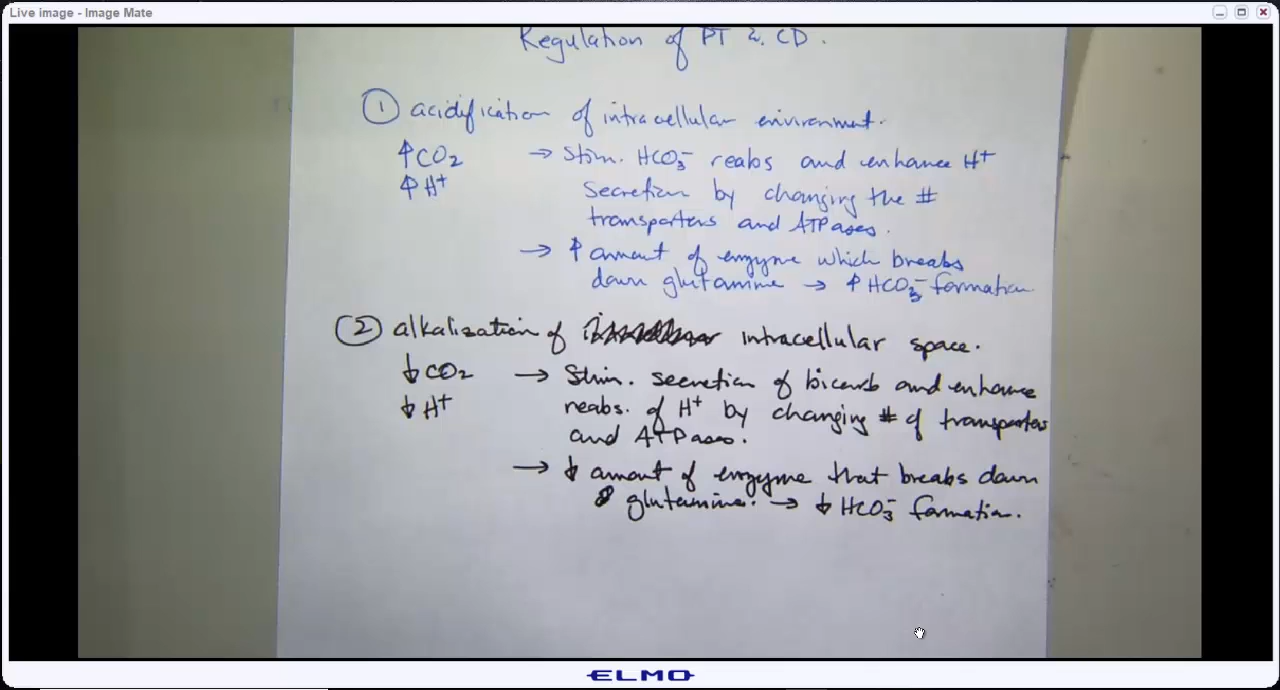 Live image - Image Mate
Regulation of PT & CD.
① acidification of intracellular environment.
↑CO₂ → Stim. HCO₃⁻ reabs and enhance H⁺
↑H⁺ secretion by changing the #
transporters and ATPases.
→ ↑ amount of enzyme which breaks
down glutamine → ↑ HCO₃⁻ formation
② alkalization of intracellular space.
↓CO₂ → Stim. secretion of bicarb and enhance
↓H⁺ reabs. of H⁺ by changing # of transporters
and ATPases.
→ ↓ amount of enzyme that breaks down
glutamine. → ↓ HCO₃⁻ formation.
ELMO